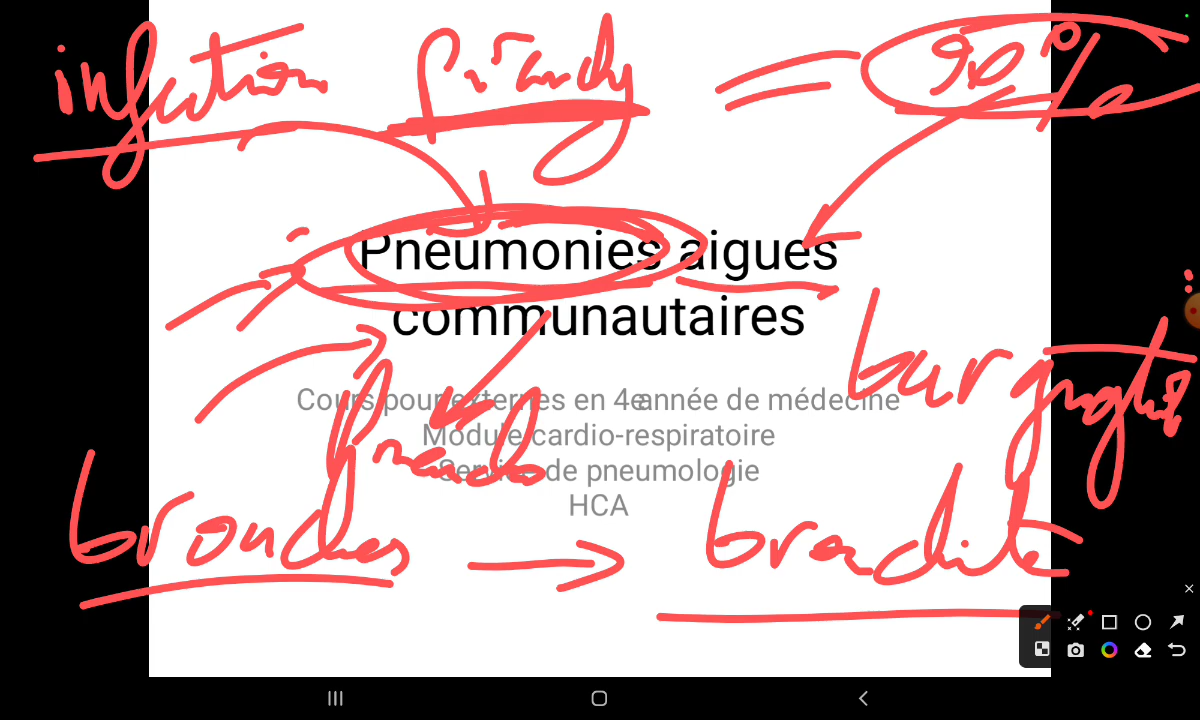 infection = 90%
Pneumonies aigues
communautaires
Cours pour externes en 4e année de médecine
Module cardio-respiratoire
Service de pneumologie
HCA
bronches → bronchite